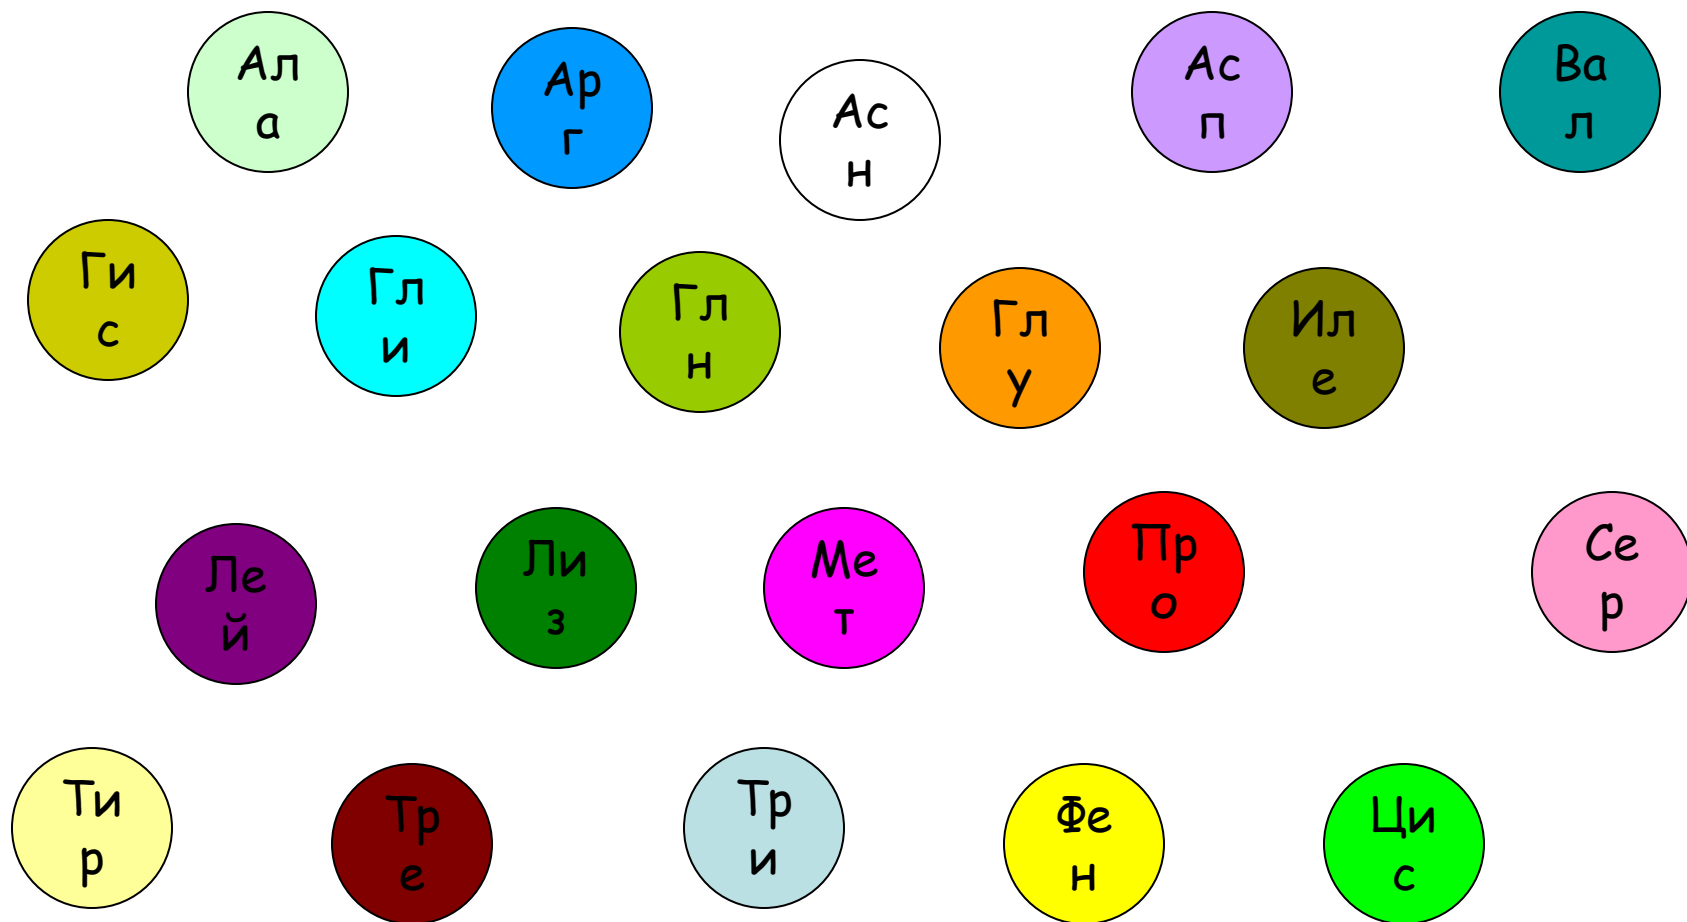 Ал
а
Ар
г
Ас
н
Ас
п
Ва
л
Ги
с
Гл
и
Гл
н
Гл
у
Ил
е
Ле
й
Ли
з
Ме
т
Пр
о
Се
р
Ти
р
Тр
е
Тр
и
Фе
н
Ци
с